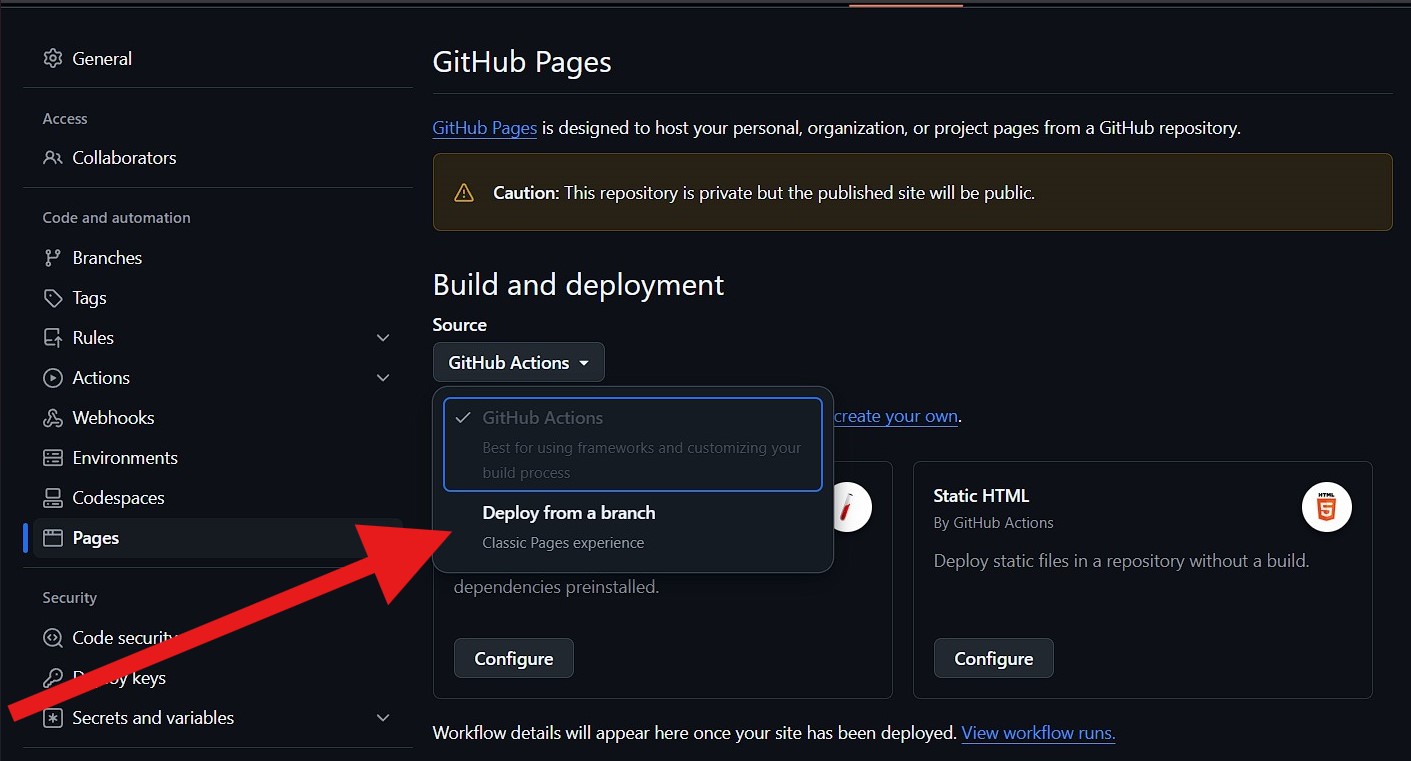 General
Access
Collaborators
Code and automation
Branches
Tags
Rules
Actions
Webhooks
Environments
Codespaces
Pages
Security
Code security
Deploy keys
Secrets and variables
GitHub Pages
GitHub Pages is designed to host your personal, organization, or project pages from a GitHub repository.
Caution: This repository is private but the published site will be public.
Build and deployment
Source
GitHub Actions
GitHub Actions
Best for using frameworks and customizing your
build process
Deploy from a branch
Classic Pages experience
create your own.
dependencies preinstalled.
Configure
Static HTML
By GitHub Actions
HTML
5
Deploy static files in a repository without a build.
Configure
Workflow details will appear here once your site has been deployed. View workflow runs.